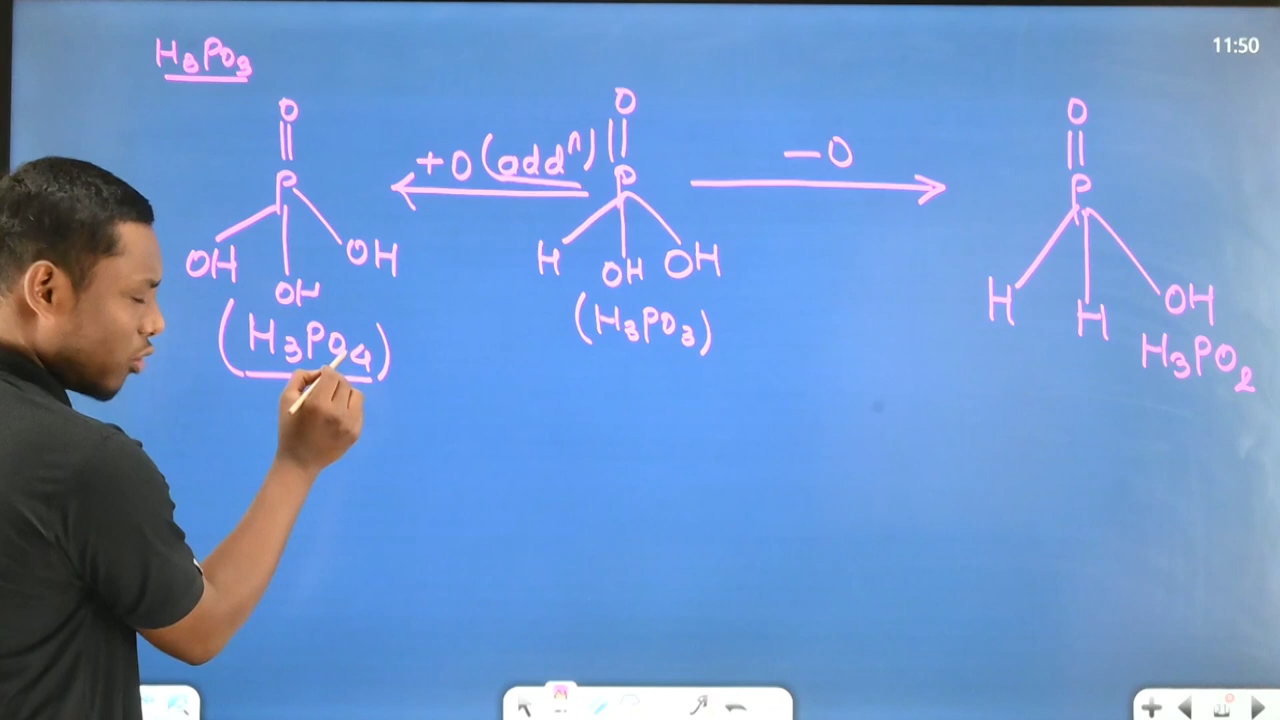 11:50
H₃PO₃
O
P
OH
OH
OH
(H₃PO₄)
+O (addⁿ)
O
P
H
OH
OH
(H₃PO₃)
—O
O
P
H
H
OH
H₃PO₂